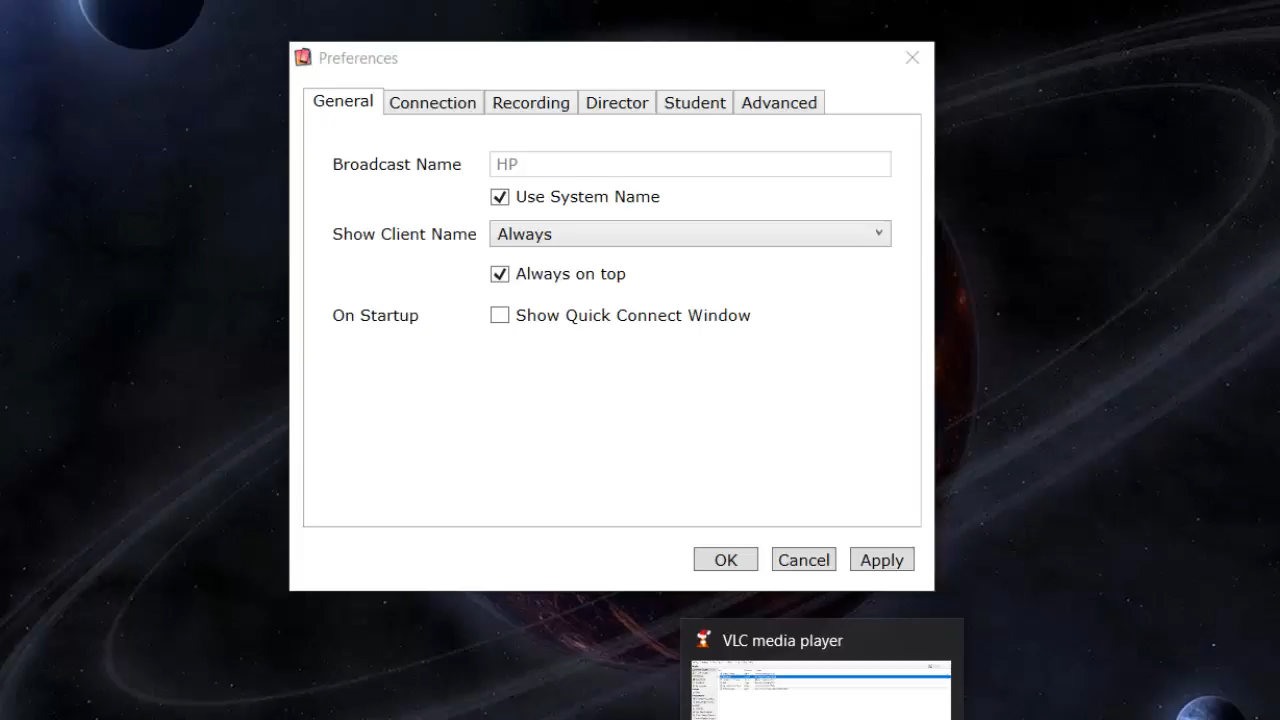 Preferences
General Connection Recording Director Student Advanced
Broadcast Name HP
Use System Name
Show Client Name Always
Always on top
On Startup Show Quick Connect Window
OK Cancel Apply
VLC media player